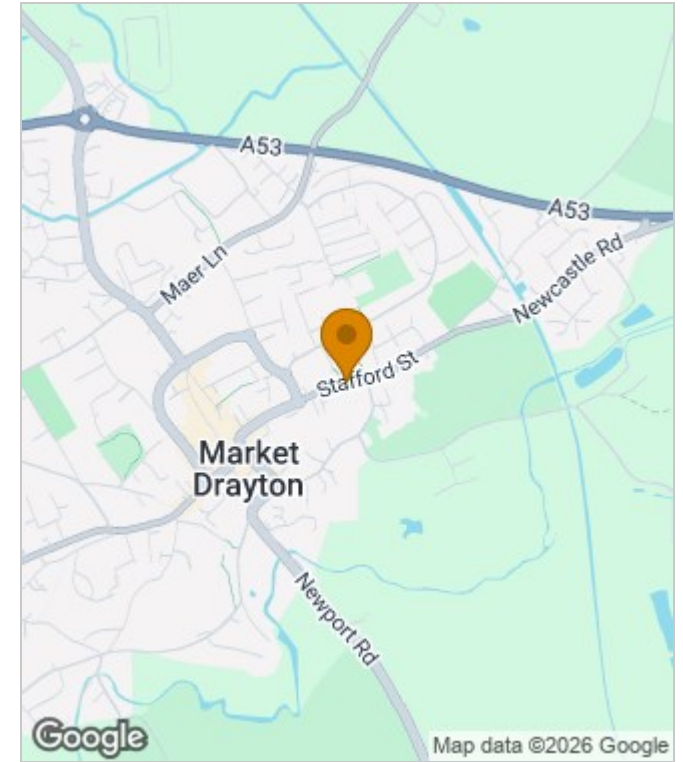 A53
A53
Maer Ln
Newcastle Rd
Stafford St
Market
Drayton
Newport Rd
Google
Map data ©2026 Google